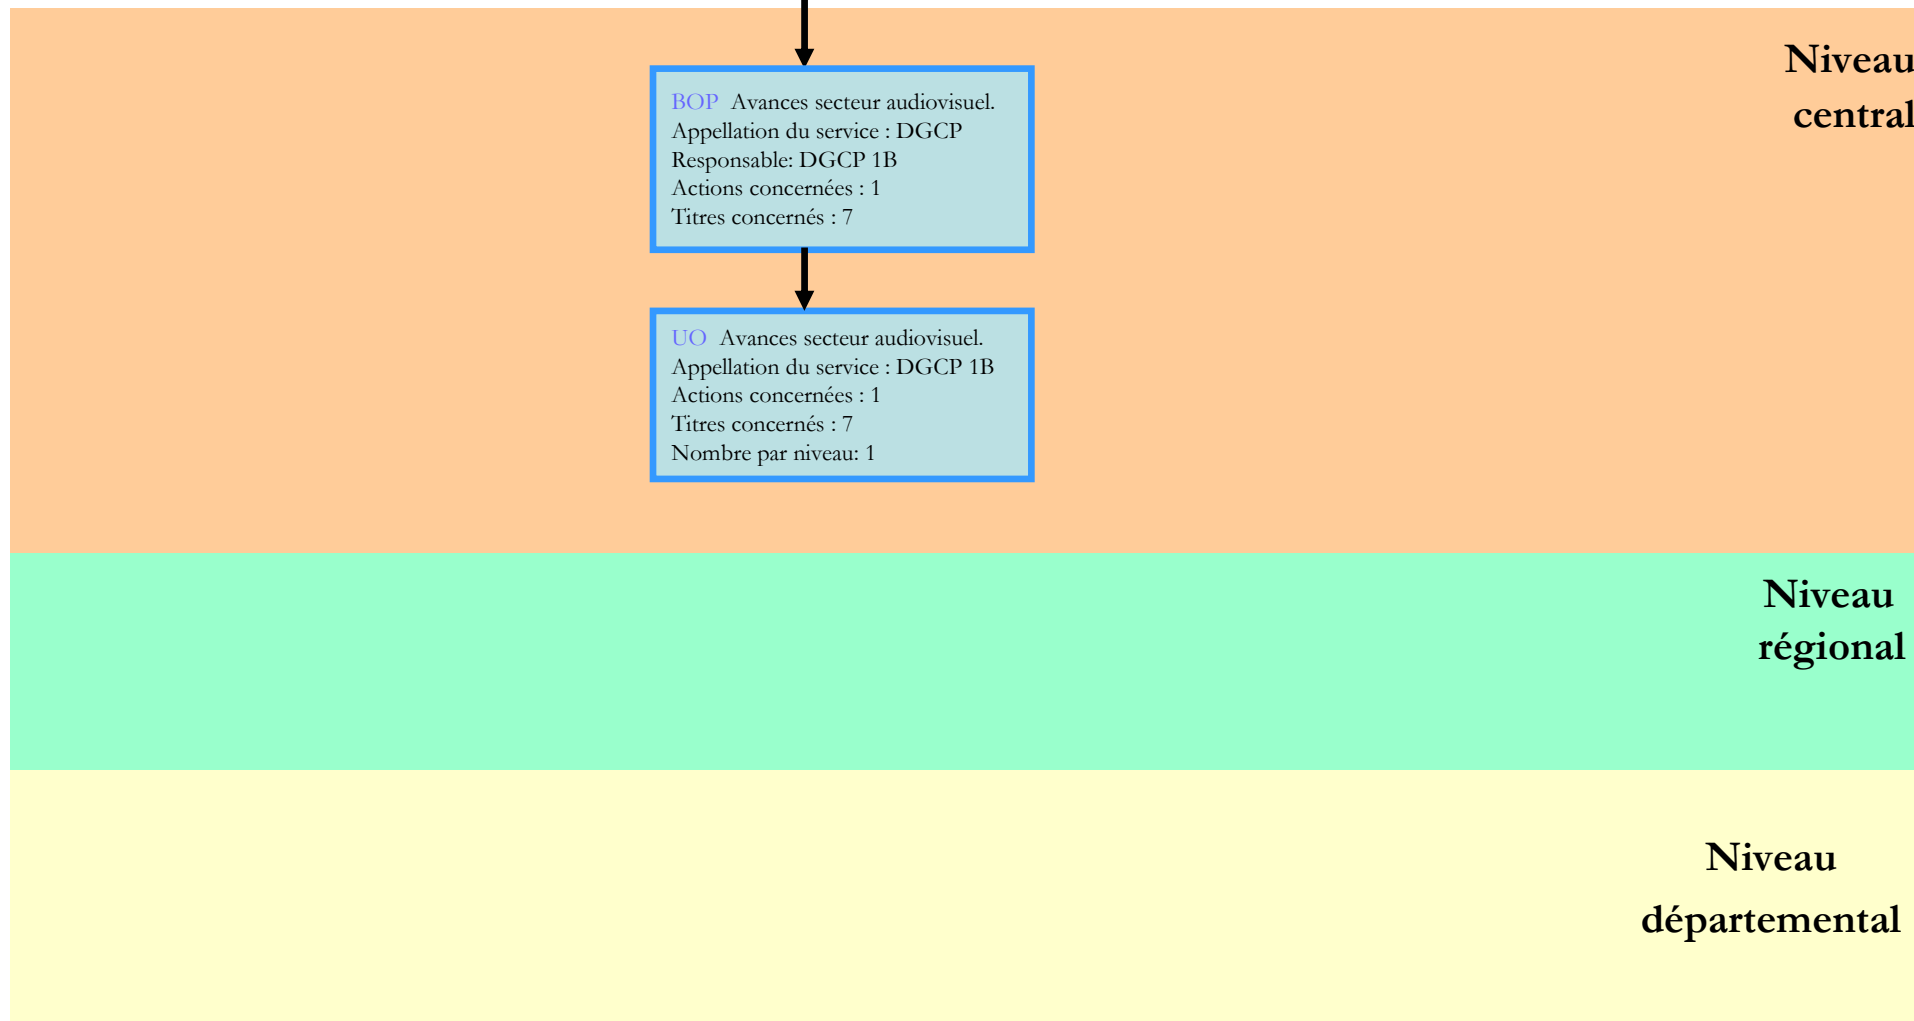 Niveau
central
BOP Avances secteur audiovisuel.
Appellation du service : DGCP
Responsable: DGCP 1B
Actions concernées : 1
Titres concernés : 7
UO Avances secteur audiovisuel.
Appellation du service : DGCP 1B
Actions concernées : 1
Titres concernés : 7
Nombre par niveau: 1
Niveau
régional
Niveau
départemental